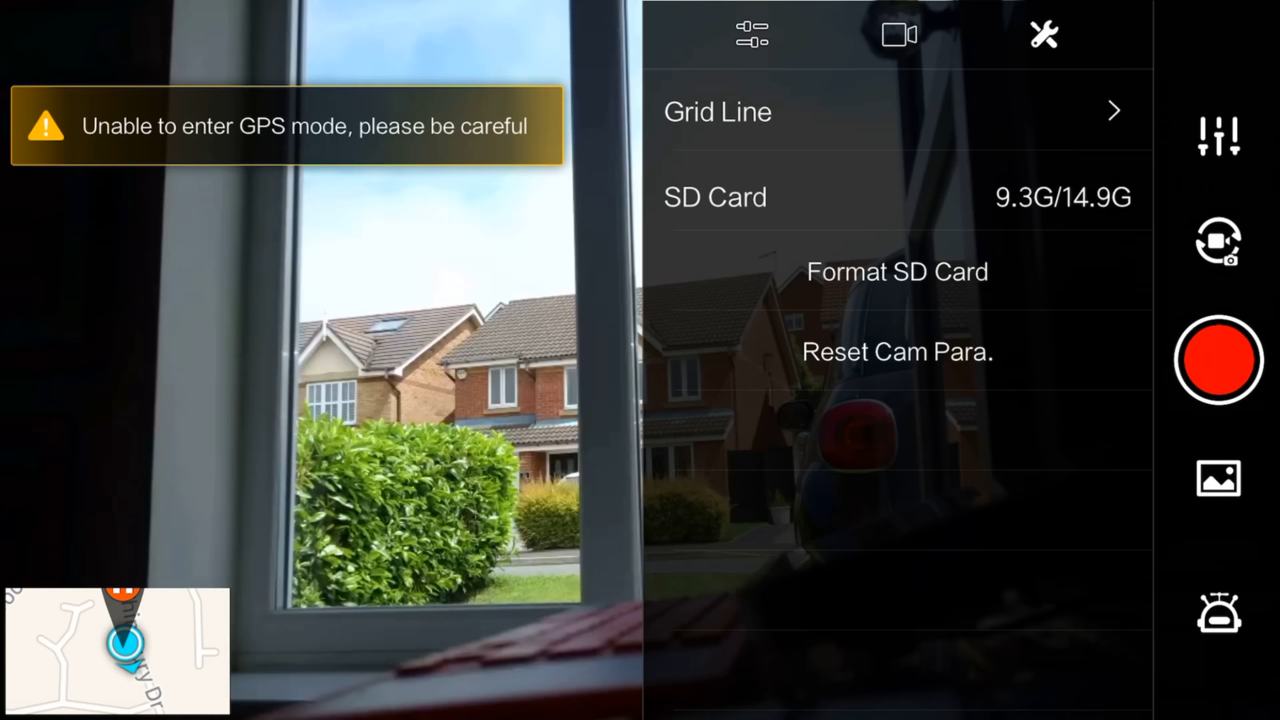 Unable to enter GPS mode, please be careful
Grid Line
SD Card
9.3G/14.9G
Format SD Card
Reset Cam Para.